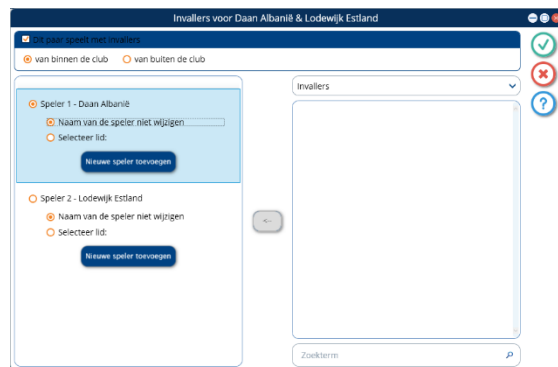 Invallers voor Daan Albanië & Lodewijk Estland
Dit paar speelt met invallers
van binnen de club van buiten de club
Speler 1 - Daan Albanië
Naam van de speler niet wijzigen
Selecteer lid:
Nieuwe speler toevoegen
Speler 2 - Lodewijk Estland
Naam van de speler niet wijzigen
Selecteer lid:
Nieuwe speler toevoegen
<-
Invallers
Zoekterm
?